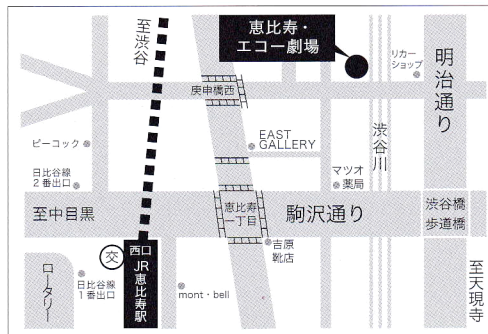 至渋谷
恵比寿・
エコー劇場
リカー
ショップ
明治通り
庚申橋西
ピーコック
EAST
GALLERY
渋谷川
日比谷線
2番出口
マツオ
薬局
至中目黒
恵比寿
一丁目
駒沢通り
渋谷橋
歩道橋
交
西口
JR恵比寿駅
吉原
靴店
ロータリー
日比谷線
1番出口
mont・bell
至天現寺